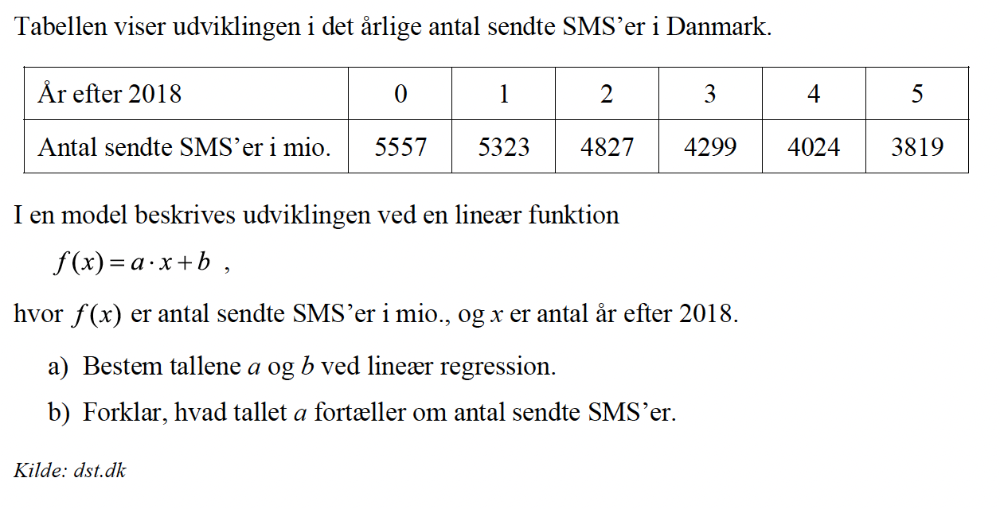 Tabellen viser udviklingen i det årlige antal sendte SMS’er i Danmark.
År efter 2018 0 1 2 3 4 5
Antal sendte SMS’er i mio. 5557 5323 4827 4299 4024 3819
I en model beskrives udviklingen ved en lineær funktion
f(x) = a · x + b ,
hvor f(x) er antal sendte SMS’er i mio., og x er antal år efter 2018.
a) Bestem tallene a og b ved lineær regression.
b) Forklar, hvad tallet a fortæller om antal sendte SMS’er.
Kilde: dst.dk